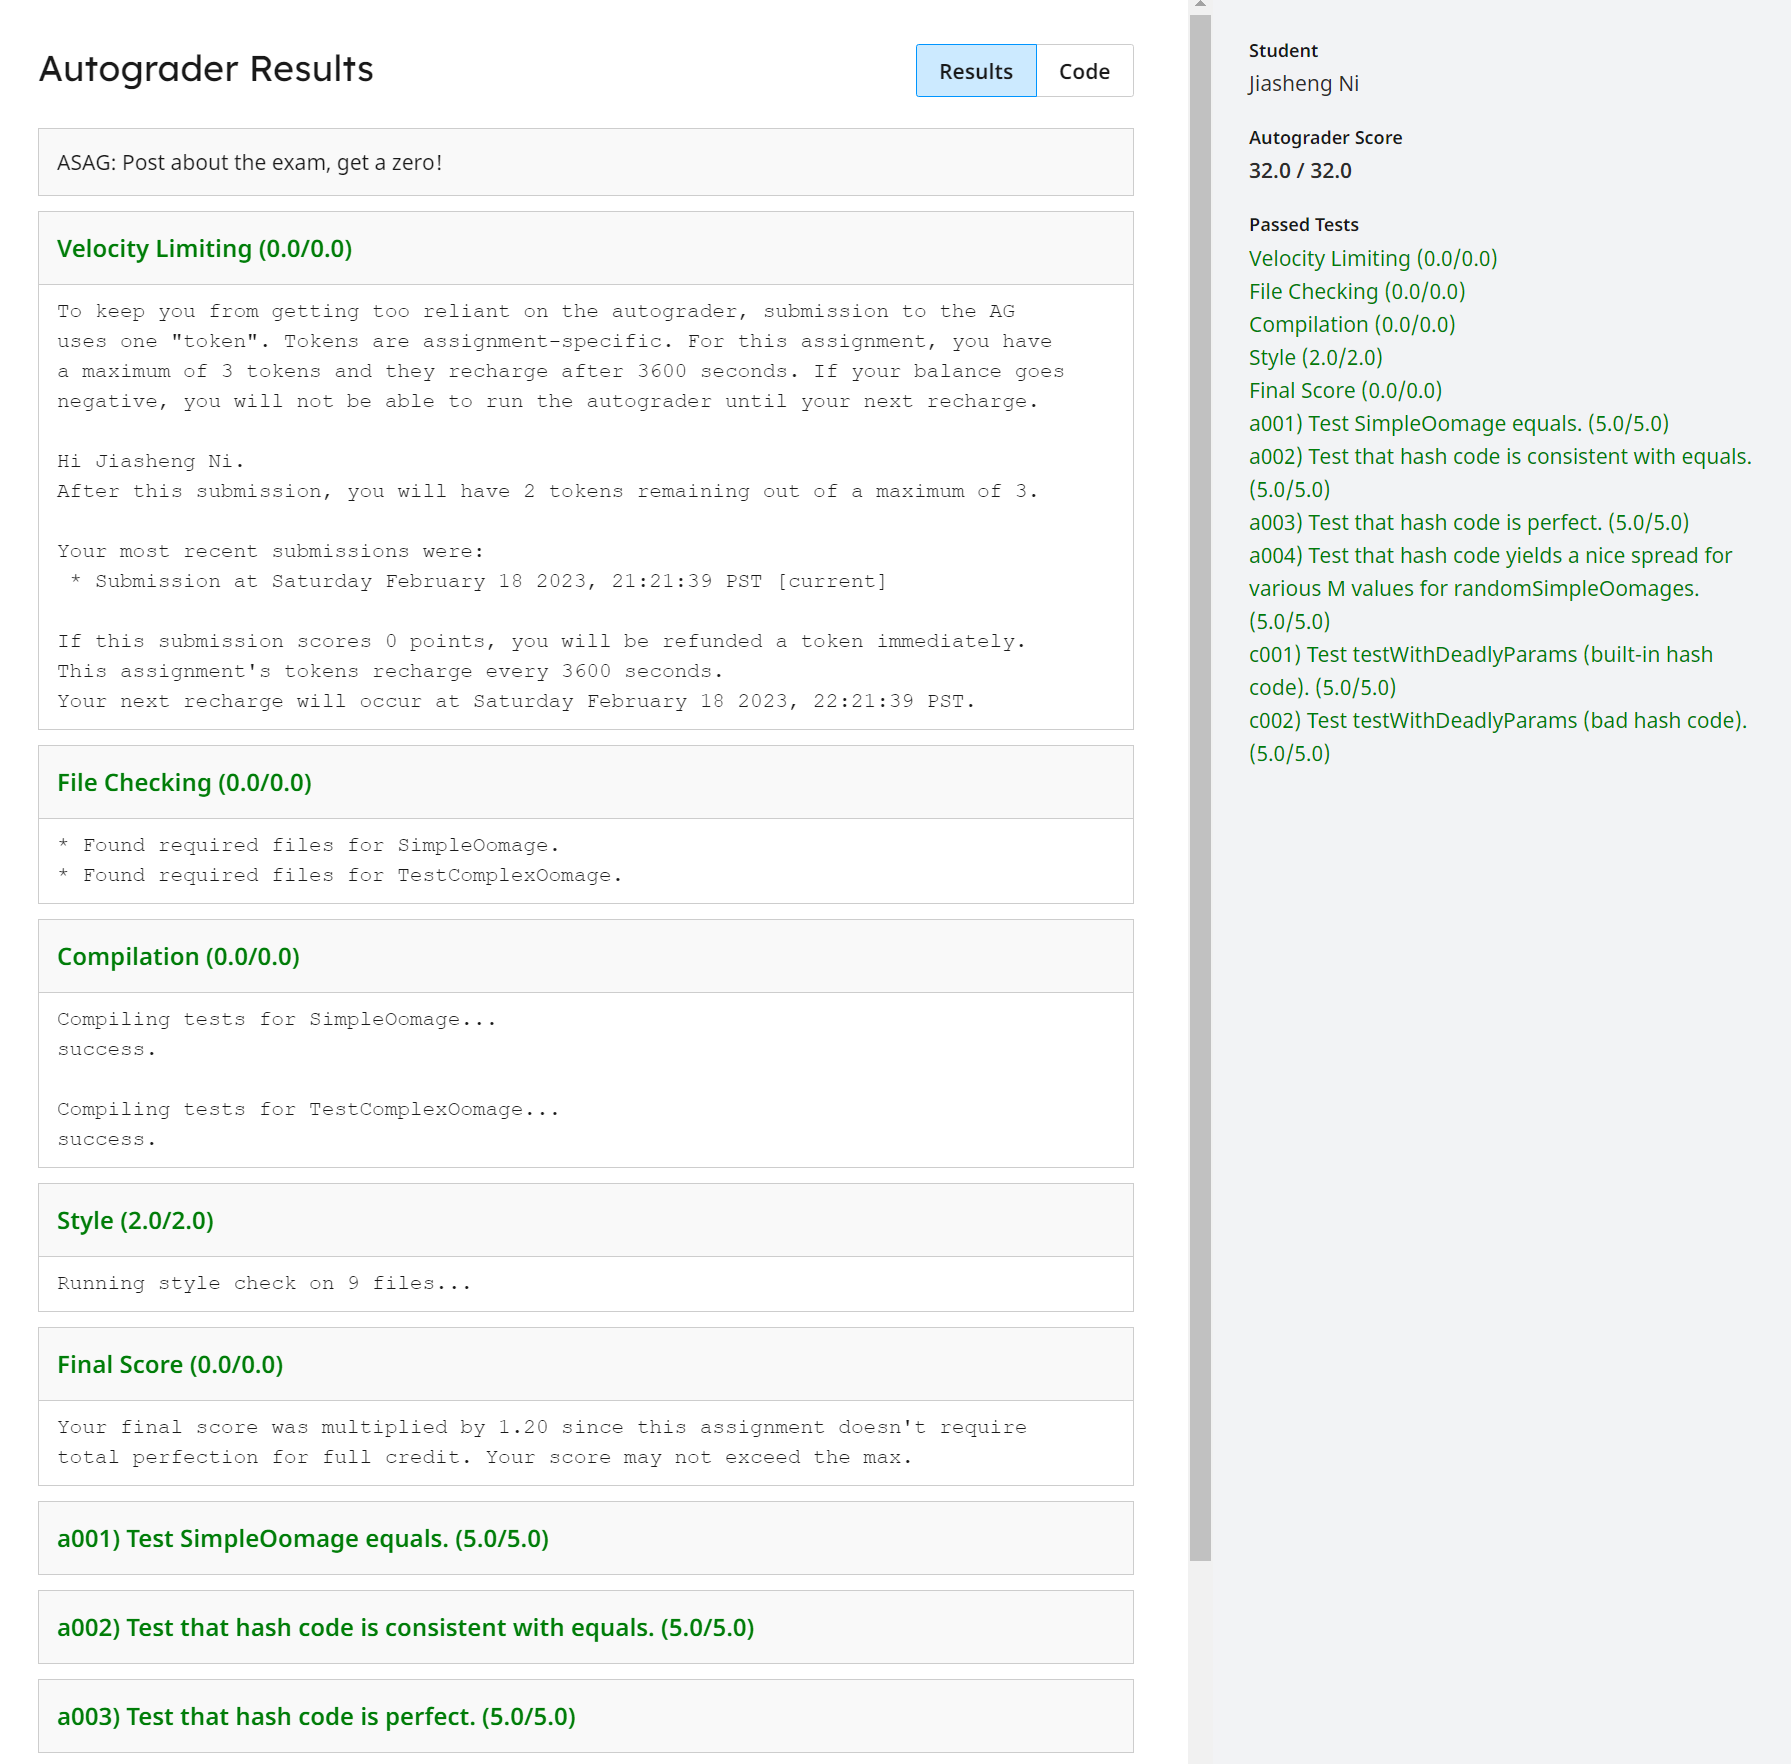 Autograder Results
Results
Code
ASAG: Post about the exam, get a zero!
Velocity Limiting (0.0/0.0)
To keep you from getting too reliant on the autograder, submission to the AG
uses one "token". Tokens are assignment-specific. For this assignment, you have
a maximum of 3 tokens and they recharge after 3600 seconds. If your balance goes
negative, you will not be able to run the autograder until your next recharge.
Hi Jiasheng Ni.
After this submission, you will have 2 tokens remaining out of a maximum of 3.
Your most recent submissions were:
* Submission at Saturday February 18 2023, 21:21:39 PST [current]
If this submission scores 0 points, you will be refunded a token immediately.
This assignment's tokens recharge every 3600 seconds.
Your next recharge will occur at Saturday February 18 2023, 22:21:39 PST.
File Checking (0.0/0.0)
* Found required files for SimpleOomage.
* Found required files for TestComplexOomage.
Compilation (0.0/0.0)
Compiling tests for SimpleOomage...
success.
Compiling tests for TestComplexOomage...
success.
Style (2.0/2.0)
Running style check on 9 files...
Final Score (0.0/0.0)
Your final score was multiplied by 1.20 since this assignment doesn't require
total perfection for full credit. Your score may not exceed the max.
a001) Test SimpleOomage equals. (5.0/5.0)
a002) Test that hash code is consistent with equals. (5.0/5.0)
a003) Test that hash code is perfect. (5.0/5.0)
Student
Jiasheng Ni
Autograder Score
32.0 / 32.0
Passed Tests
Velocity Limiting (0.0/0.0)
File Checking (0.0/0.0)
Compilation (0.0/0.0)
Style (2.0/2.0)
Final Score (0.0/0.0)
a001) Test SimpleOomage equals. (5.0/5.0)
a002) Test that hash code is consistent with equals.
(5.0/5.0)
a003) Test that hash code is perfect. (5.0/5.0)
a004) Test that hash code yields a nice spread for
various M values for randomSimpleOomages.
(5.0/5.0)
c001) Test testWithDeadlyParams (built-in hash
code). (5.0/5.0)
c002) Test testWithDeadlyParams (bad hash code).
(5.0/5.0)